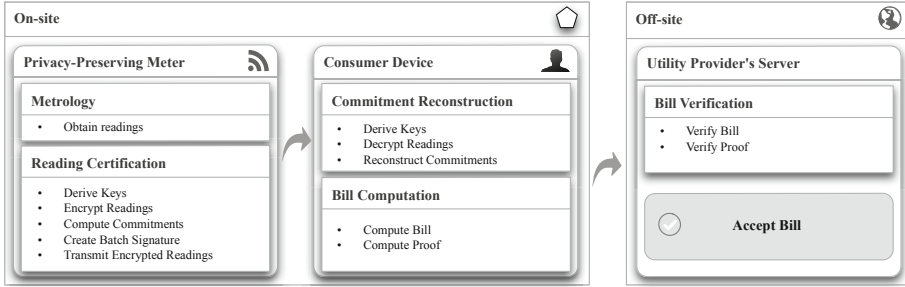 On-site
Privacy-Preserving Meter
Metrology
• Obtain readings
Reading Certification
• Derive Keys
• Encrypt Readings
• Compute Commitments
• Create Batch Signature
• Transmit Encrypted Readings
Consumer Device
Commitment Reconstruction
• Derive Keys
• Decrypt Readings
• Reconstruct Commitments
Bill Computation
• Compute Bill
• Compute Proof
Off-site
Utility Provider's Server
Bill Verification
• Verify Bill
• Verify Proof
Accept Bill